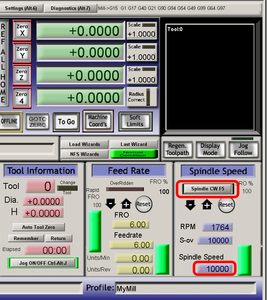 Settings (Alt-6) Diagnostics (Alt-7) Mill->G15 G1 G17 G40 G21 G90 G94 G54 G49 G99 G64 G97
REF ALL HOME
Zero X +0.0000 Scale +1.0000
Zero Y +0.0000 Scale +1.0000
Zero Z +0.0000 Scale +1.0000
Zero 4 +0.0000 Radius Correct
Tool:0
OFFLINE GOTO ZERO To Go Machine Coord's Soft Limits
Load Wizards Last Wizard
NFS Wizards
Regen. Toolpath Display Mode Jog Follow
Tool Information
Tool 0 Change Tool
Dia. +0.0000
H +0.0000
Auto Tool Zero
Remember Return
Elapsed 00:00
Jog ON/OFF Ctrl-Alt-J
Feed Rate
OverRidden
FRO %
Rapid FRO
100
100
Reset
FRO
6.00
Feedrate
6.00
Units/Min 0.00
Units/Rev 0.00
Spindle Speed
Spindle CW F5
SRO %
100
Reset
RPM 1764
S-ov 10000
Spindle Speed
10000
Profile: MyMill